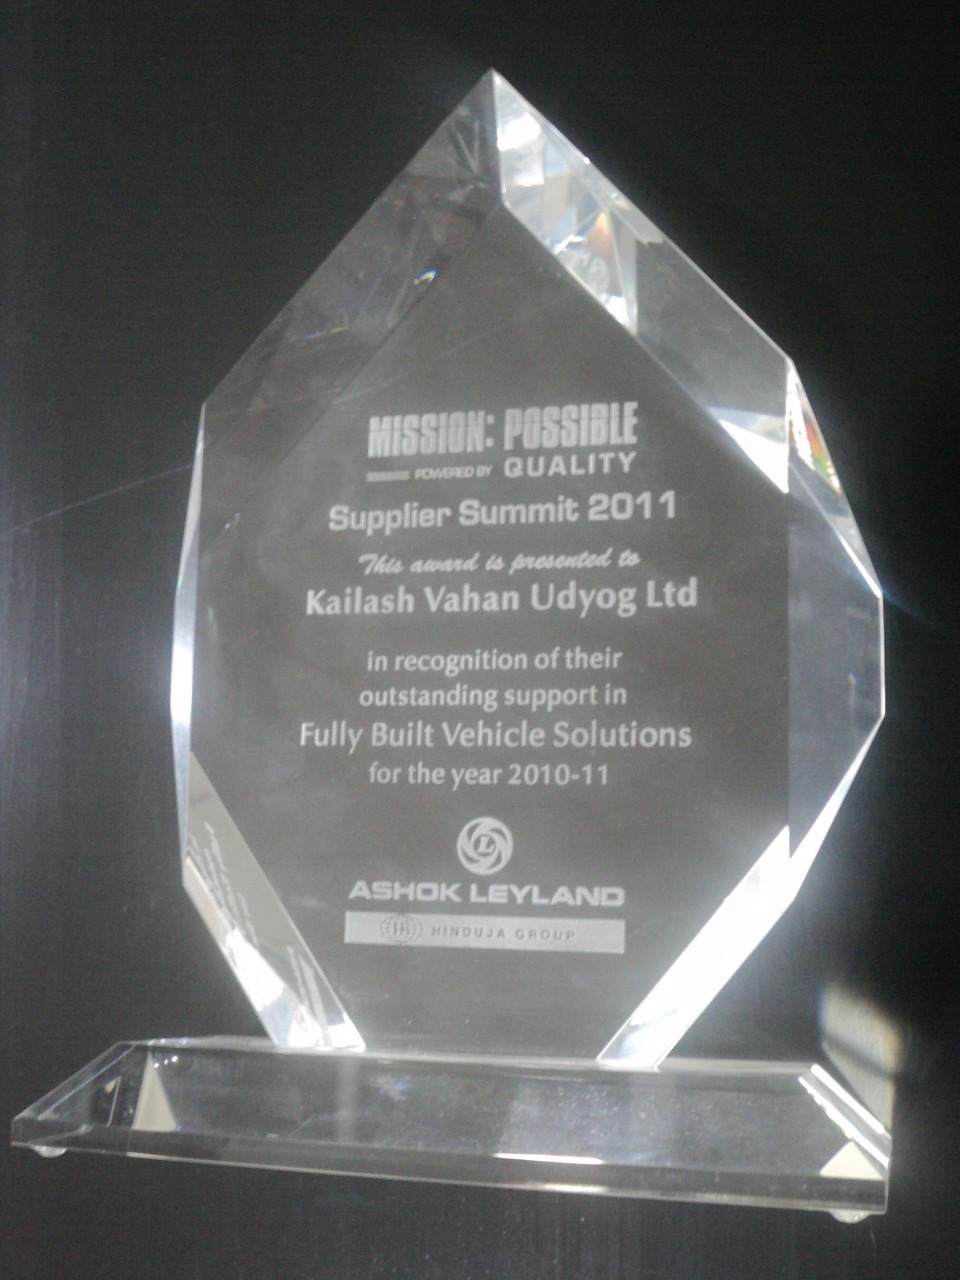 MISSION: POSSIBLE
POWERED BY QUALITY
Supplier Summit 2011
This award is presented to
Kailash Vahan Udyog Ltd
in recognition of their
outstanding support in
Fully Built Vehicle Solutions
for the year 2010-11
L
ASHOK LEYLAND
HINDUJA GROUP